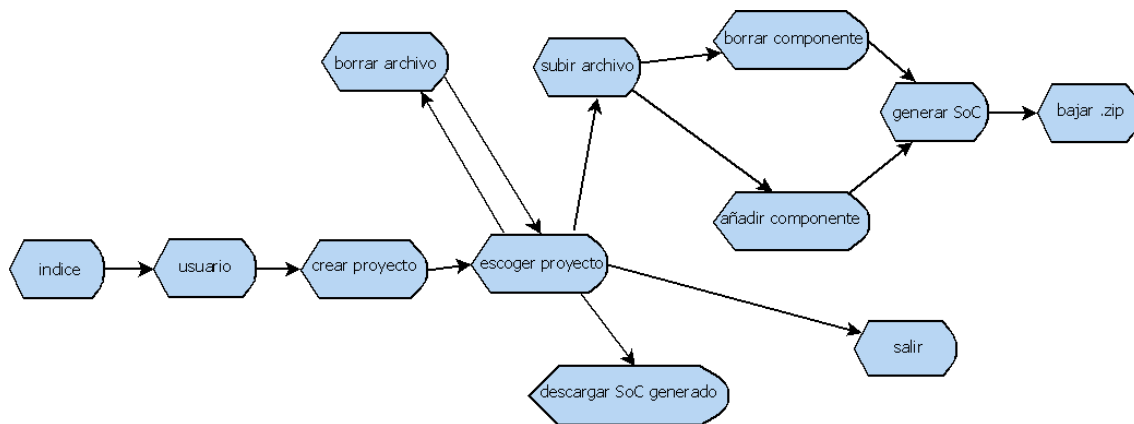 borrar componente
borrar archivo
subir archivo
generar SoC
bajar .zip
añadir componente
indice
usuario
crear proyecto
escoger proyecto
salir
descargar SoC generado